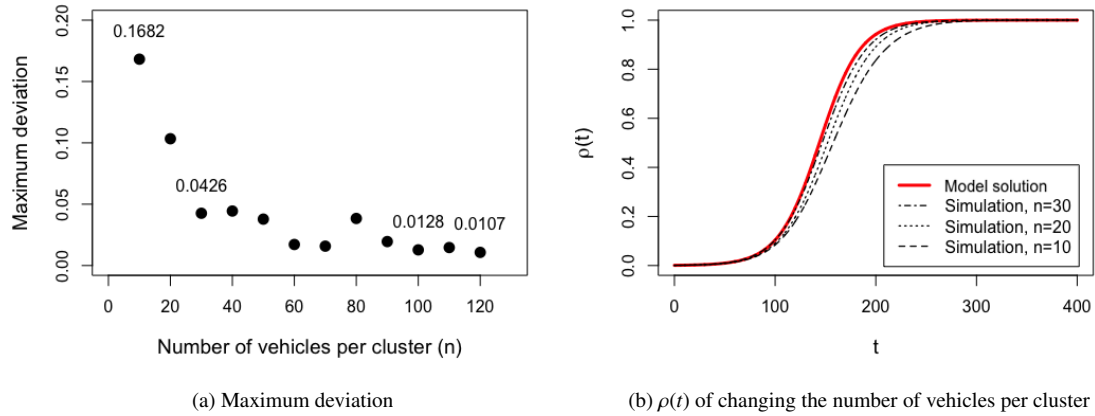 0.20
0.15
0.10
0.05
0.00
Maximum deviation
0.1682
0.0426
0.0128
0.0107
0 20 40 60 80 100 120
Number of vehicles per cluster (n)
(a) Maximum deviation
1.0
0.8
0.6
0.4
0.2
0.0
ρ(t)
Model solution
Simulation, n=30
Simulation, n=20
Simulation, n=10
0 100 200 300 400
t
(b) ρ(t) of changing the number of vehicles per cluster